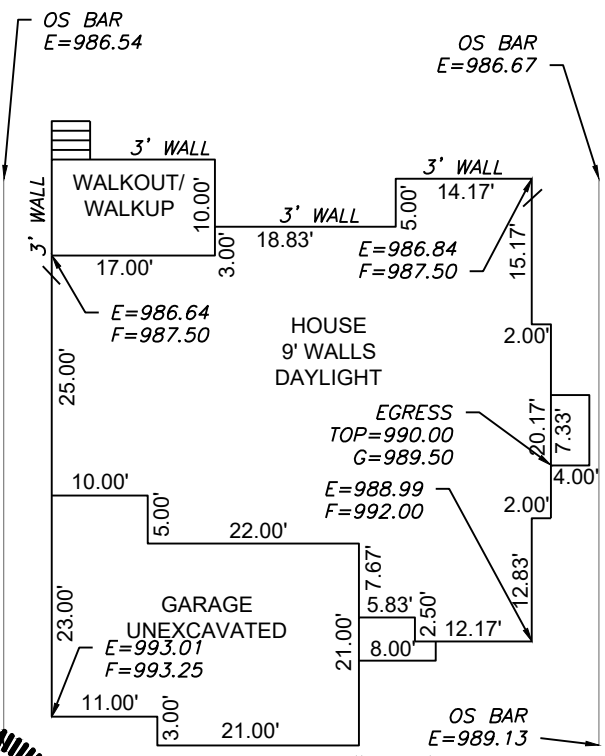 OS BAR
E=986.54
OS BAR
E=986.67
3' WALL
3' WALL
3' WALL
WALKOUT/
WALKUP
10.00'
14.17'
5.00'
3' WALL
18.83'
17.00'
3.00'
E=986.84
F=987.50
15.17'
E=986.64
F=987.50
HOUSE
9' WALLS
DAYLIGHT
2.00'
25.00'
EGRESS
TOP=990.00
G=989.50
20.17'
7.33'
4.00'
E=988.99
F=992.00
10.00'
5.00'
22.00'
2.00'
7.67'
12.83'
23.00'
GARAGE
UNEXCAVATED
5.83'
2.50'
12.17'
8.00'
21.00'
E=993.01
F=993.25
11.00'
3.00'
21.00'
OS BAR
E=989.13